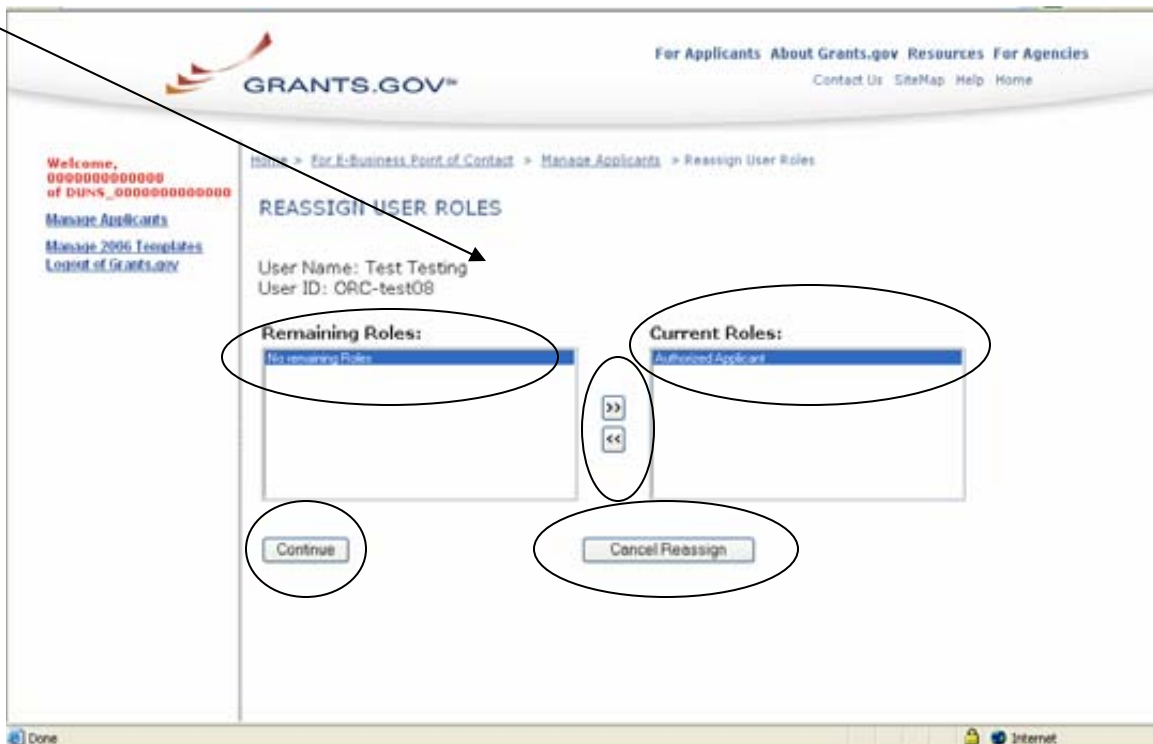 For Applicants About Grants.gov Resources For Agencies
GRANTS.GOV℠
Contact Us SiteMap Help Home
Welcome,
0000000000000
of DUNS_0000000000000
Manage Applicants
Manage 2006 Templates
Logout of Grants.gov
Home > For E-Business Point of Contact > Manage Applicants > Reassign User Roles
REASSIGN USER ROLES
User Name: Test Testing
User ID: ORC-test08
Remaining Roles:
No remaining Roles
Current Roles:
Authorized Applicant
>>
<<
Continue
Cancel Reassign
Done
Internet